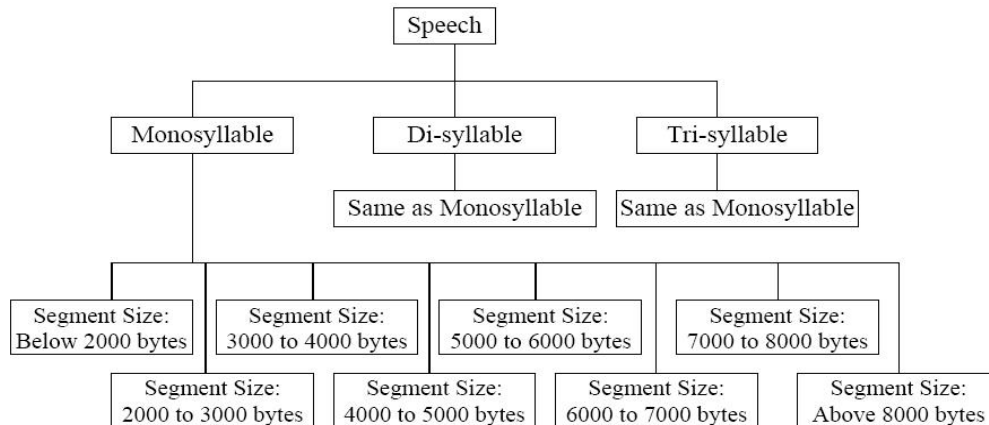 Speech
Monosyllable
Di-syllable
Tri-syllable
Same as Monosyllable
Same as Monosyllable
Segment Size:
Below 2000 bytes
Segment Size:
3000 to 4000 bytes
Segment Size:
5000 to 6000 bytes
Segment Size:
7000 to 8000 bytes
Segment Size:
2000 to 3000 bytes
Segment Size:
4000 to 5000 bytes
Segment Size:
6000 to 7000 bytes
Segment Size:
Above 8000 bytes